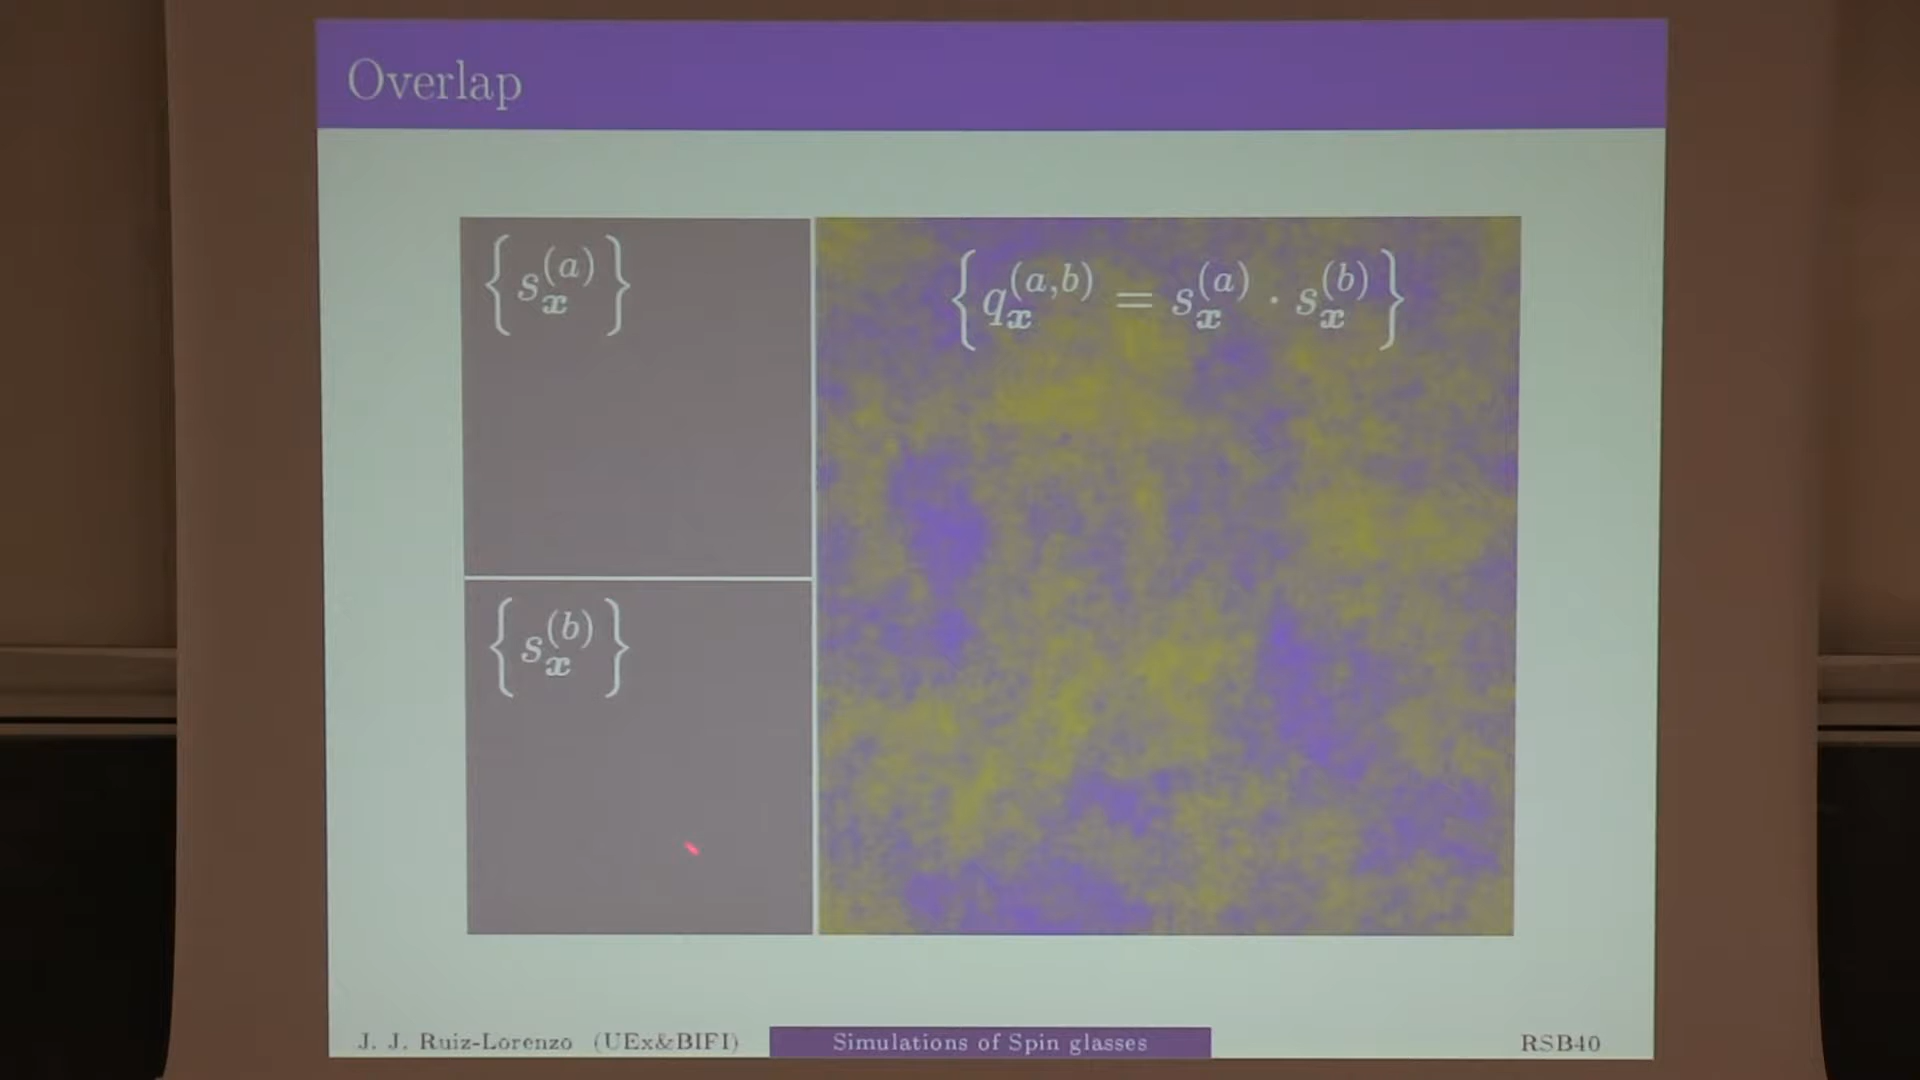 Overlap
{s_x^(a)}
{q_x^(a,b) = s_x^(a) · s_x^(b)}
{s_x^(b)}
J. J. Ruiz-Lorenzo (UEx&BIFI)
Simulations of Spin glasses
RSB40